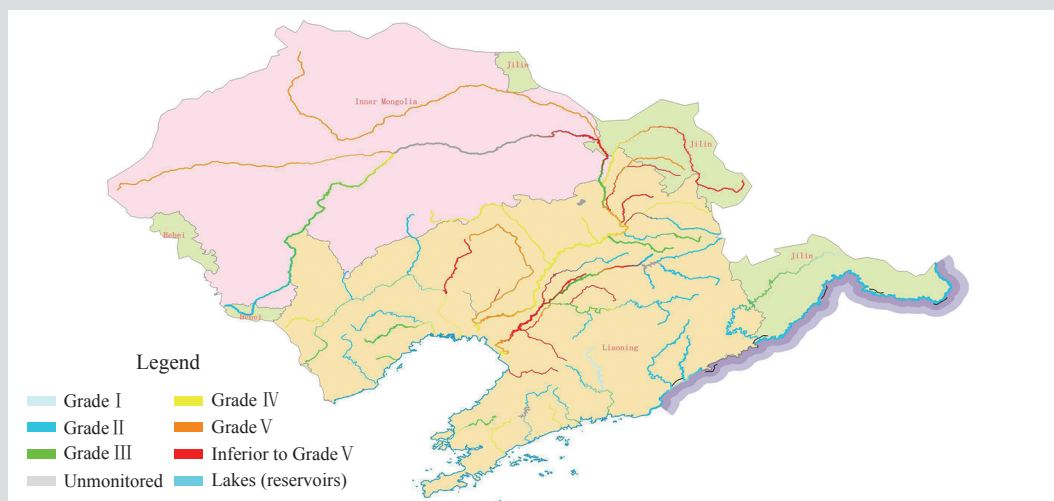 Jilin
Inner Mongolia
Jilin
Hebei
Jilin
Hebei
Liaoning
Legend
Grade Ⅰ
Grade Ⅱ
Grade Ⅲ
Unmonitored
Grade Ⅳ
Grade Ⅴ
Inferior to Grade Ⅴ
Lakes (reservoirs)